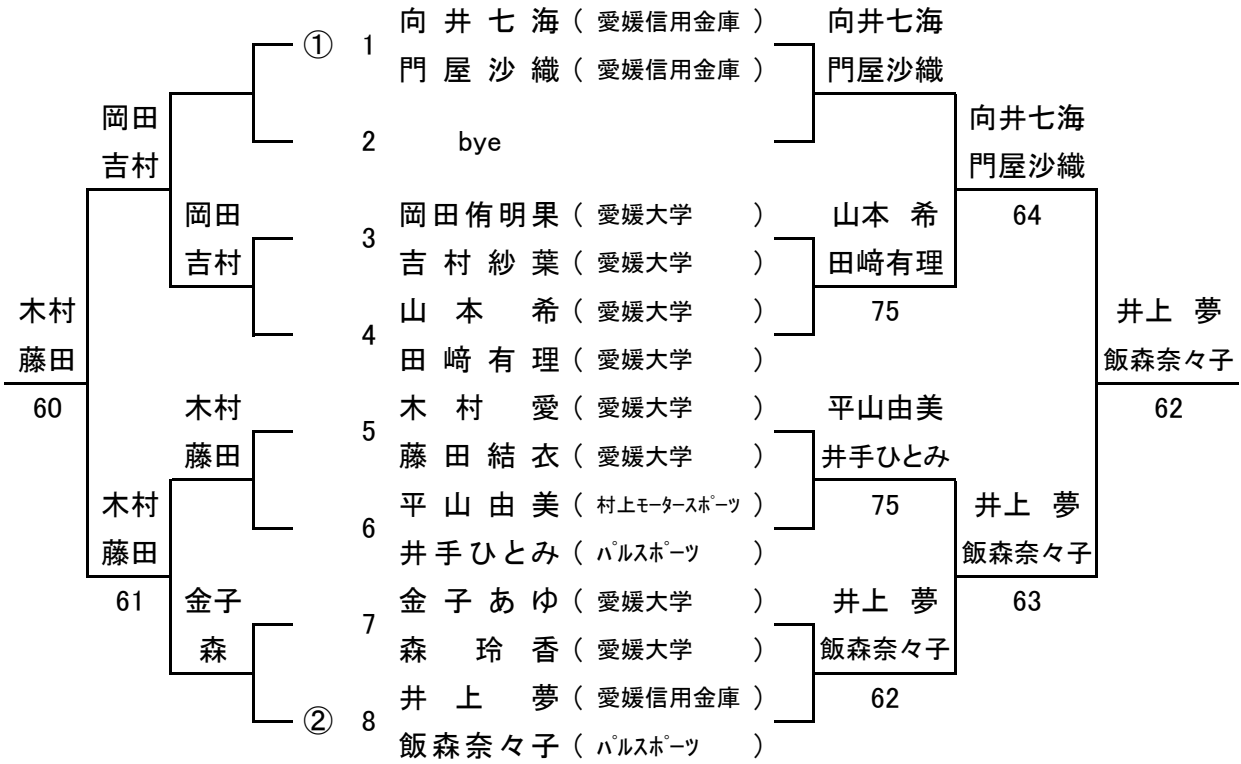 向井七海(愛媛信用金庫) 向井七海
① 1
門屋沙織(愛媛信用金庫) 門屋沙織
岡田 向井七海
2 bye
吉村 門屋沙織
岡田 岡田侑明果(愛媛大学) 山本 希 64
3
吉村 吉村紗葉(愛媛大学) 田﨑有理
木村 山本希(愛媛大学) 75 井上 夢
4
藤田 田﨑有理(愛媛大学) 飯森奈々子
60 木村 木村愛(愛媛大学) 平山由美 62
5
藤田 藤田結衣(愛媛大学) 井手ひとみ
木村 平山由美(村上モータースポーツ) 75 井上 夢
6
藤田 井手ひとみ(パルスポーツ) 飯森奈々子
61 金子 金子あゆ(愛媛大学) 井上 夢 63
7
森 森玲香(愛媛大学) 飯森奈々子
井上夢(愛媛信用金庫) 62
② 8
飯森奈々子(パルスポーツ)